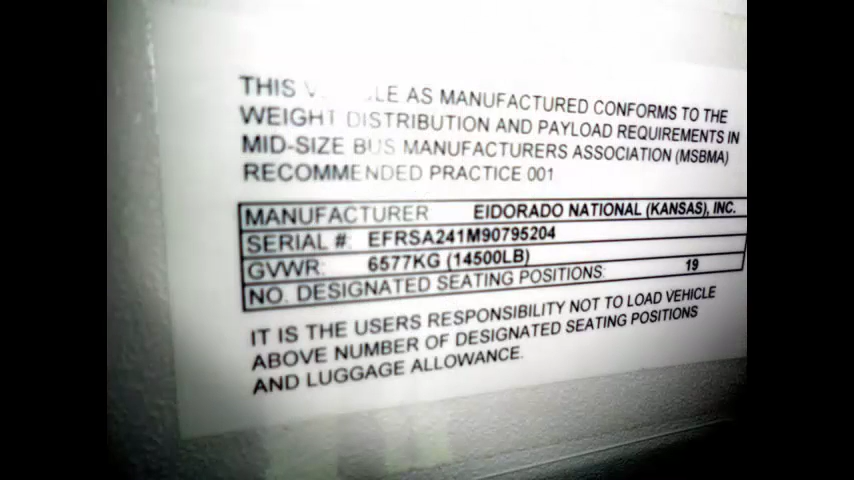 THIS LE AS MANUFACTURED CONFORMS TO THE
WEIGHT DISTRIBUTION AND PAYLOAD REQUIREMENTS IN
MID-SIZE BUS MANUFACTURERS ASSOCIATION (MSBMA)
RECOMMENDED PRACTICE 001
MANUFACTURER EIDORADO NATIONAL (KANSAS), INC.
SERIAL #: EFRSA241M90795204
GVWR: 6577KG (14500LB)
NO. DESIGNATED SEATING POSITIONS: 19
IT IS THE USERS RESPONSIBILITY NOT TO LOAD VEHICLE
ABOVE NUMBER OF DESIGNATED SEATING POSITIONS
AND LUGGAGE ALLOWANCE.